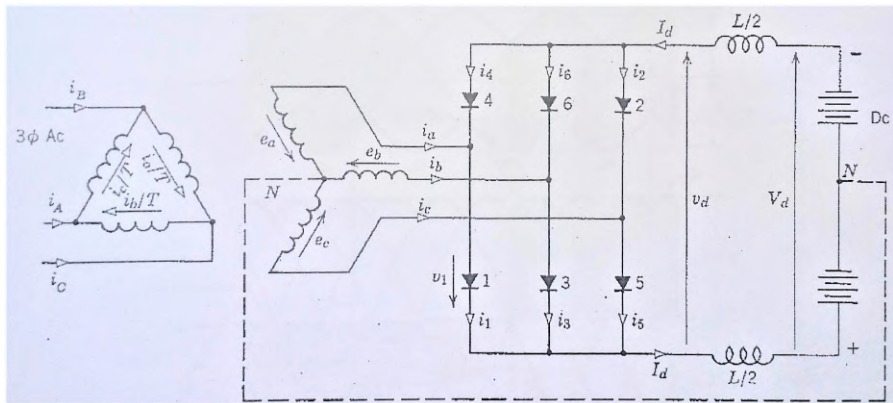 I_d
L/2
-
i_4
i_6
i_2
i_B
4
6
2
Dc
3ϕ Ac
e_a
i_a
e_b
i_b
i_c/T
i_a/T
N
N
v_d
V_d
i_A
i_b/T
i_c
e_c
i_C
v_1
1
3
5
i_1
i_3
i_5
+
I_d
L/2